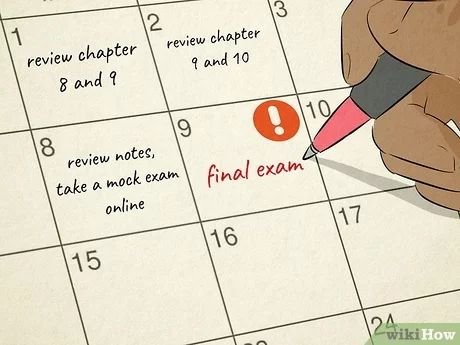 1
review chapter
8 and 9
2
review chapter
9 and 10
3
8
review notes,
take a mock exam
online
9
!
final exam
10
15
16
17
24
wikiHow